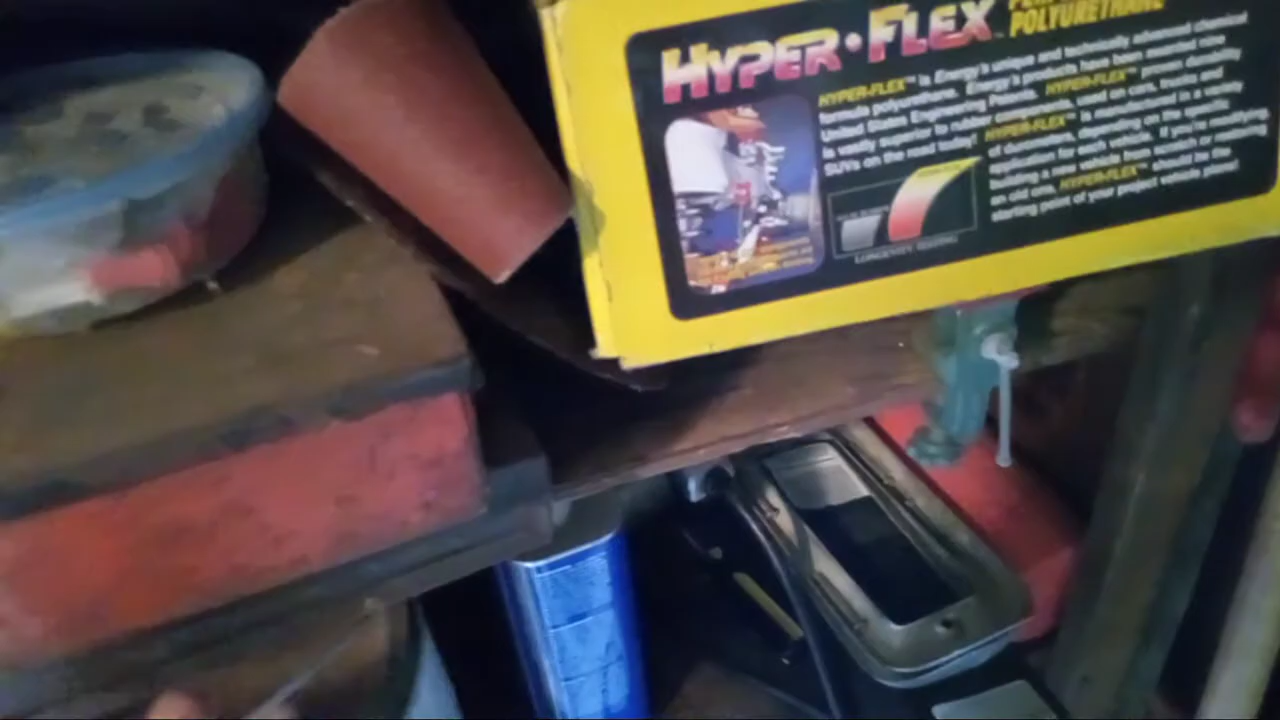 HYPER•FLEX™
POLYURETHANE
HYPER-FLEX™ is Energy's unique and technically advanced chemical
formula polyurethane. Energy's products have been awarded nine
United States Engineering Patents. HYPER-FLEX™ proven durability
is vastly superior to rubber components, used on cars, trucks and
SUVs on the road today! HYPER-FLEX™ is manufactured in a variety
of durometers, depending on the specific
application for each vehicle. If you're modifying
building a new vehicle from scratch or restoring
an old one, HYPER-FLEX™ should be the
starting point of your project vehicle plans!
LONGEVITY TESTING